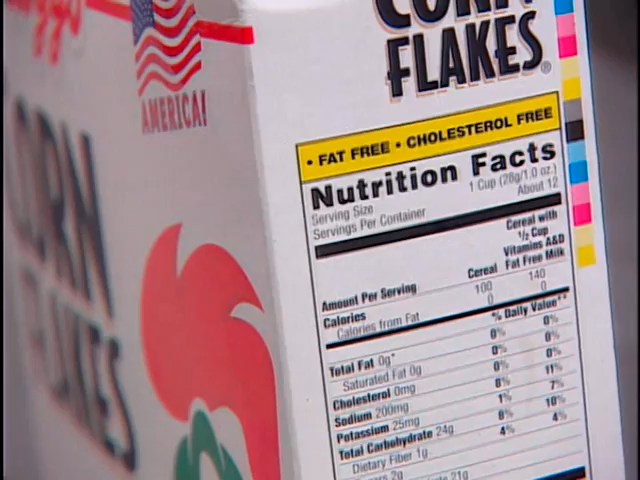 AMERICA!
CORN
FLAKES
CORN
FLAKES®
• FAT FREE • CHOLESTEROL FREE
Nutrition Facts
Serving Size 1 Cup (28g/1.0 oz.)
Servings Per Container About 12
Cereal with
½ Cup
Vitamins A&D
Amount Per Serving Cereal Fat Free Milk
Calories 100 140
Calories from Fat 0 0
% Daily Value**
Total Fat 0g* 0% 0%
Saturated Fat 0g 0% 0%
Cholesterol 0mg 0% 0%
Sodium 200mg 8% 11%
Potassium 25mg 1% 7%
Total Carbohydrate 24g 8% 10%
Dietary Fiber 1g 4% 4%
2g
21g